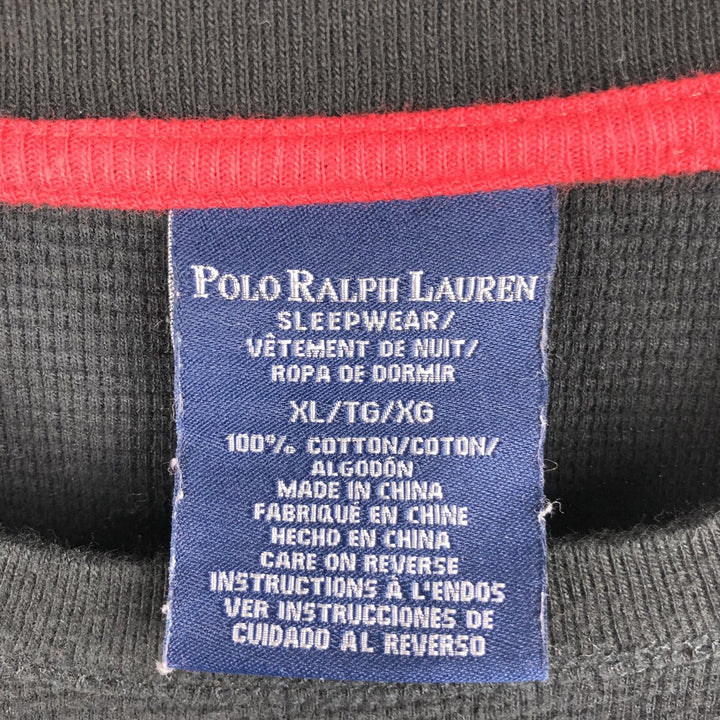 POLO RALPH LAUREN
SLEEPWEAR/
VÊTEMENT DE NUIT/
ROPA DE DORMIR
XL/TG/XG
100% COTTON/COTON/
ALGODÓN
MADE IN CHINA
FABRIQUÉ EN CHINE
HECHO EN CHINA
CARE ON REVERSE
INSTRUCTIONS À L'ENDOS
VER INSTRUCCIONES DE
CUIDADO AL REVERSO